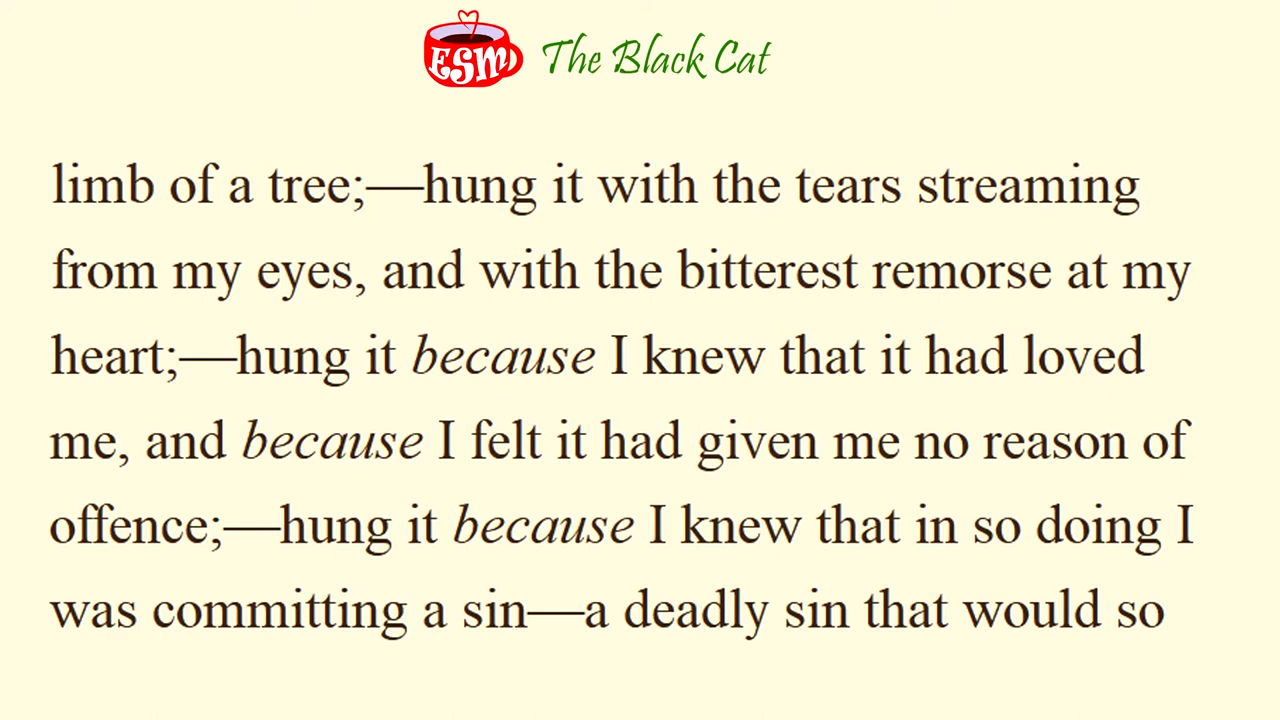 ESM The Black Cat
limb of a tree;—hung it with the tears streaming
from my eyes, and with the bitterest remorse at my
heart;—hung it because I knew that it had loved
me, and because I felt it had given me no reason of
offence;—hung it because I knew that in so doing I
was committing a sin—a deadly sin that would so